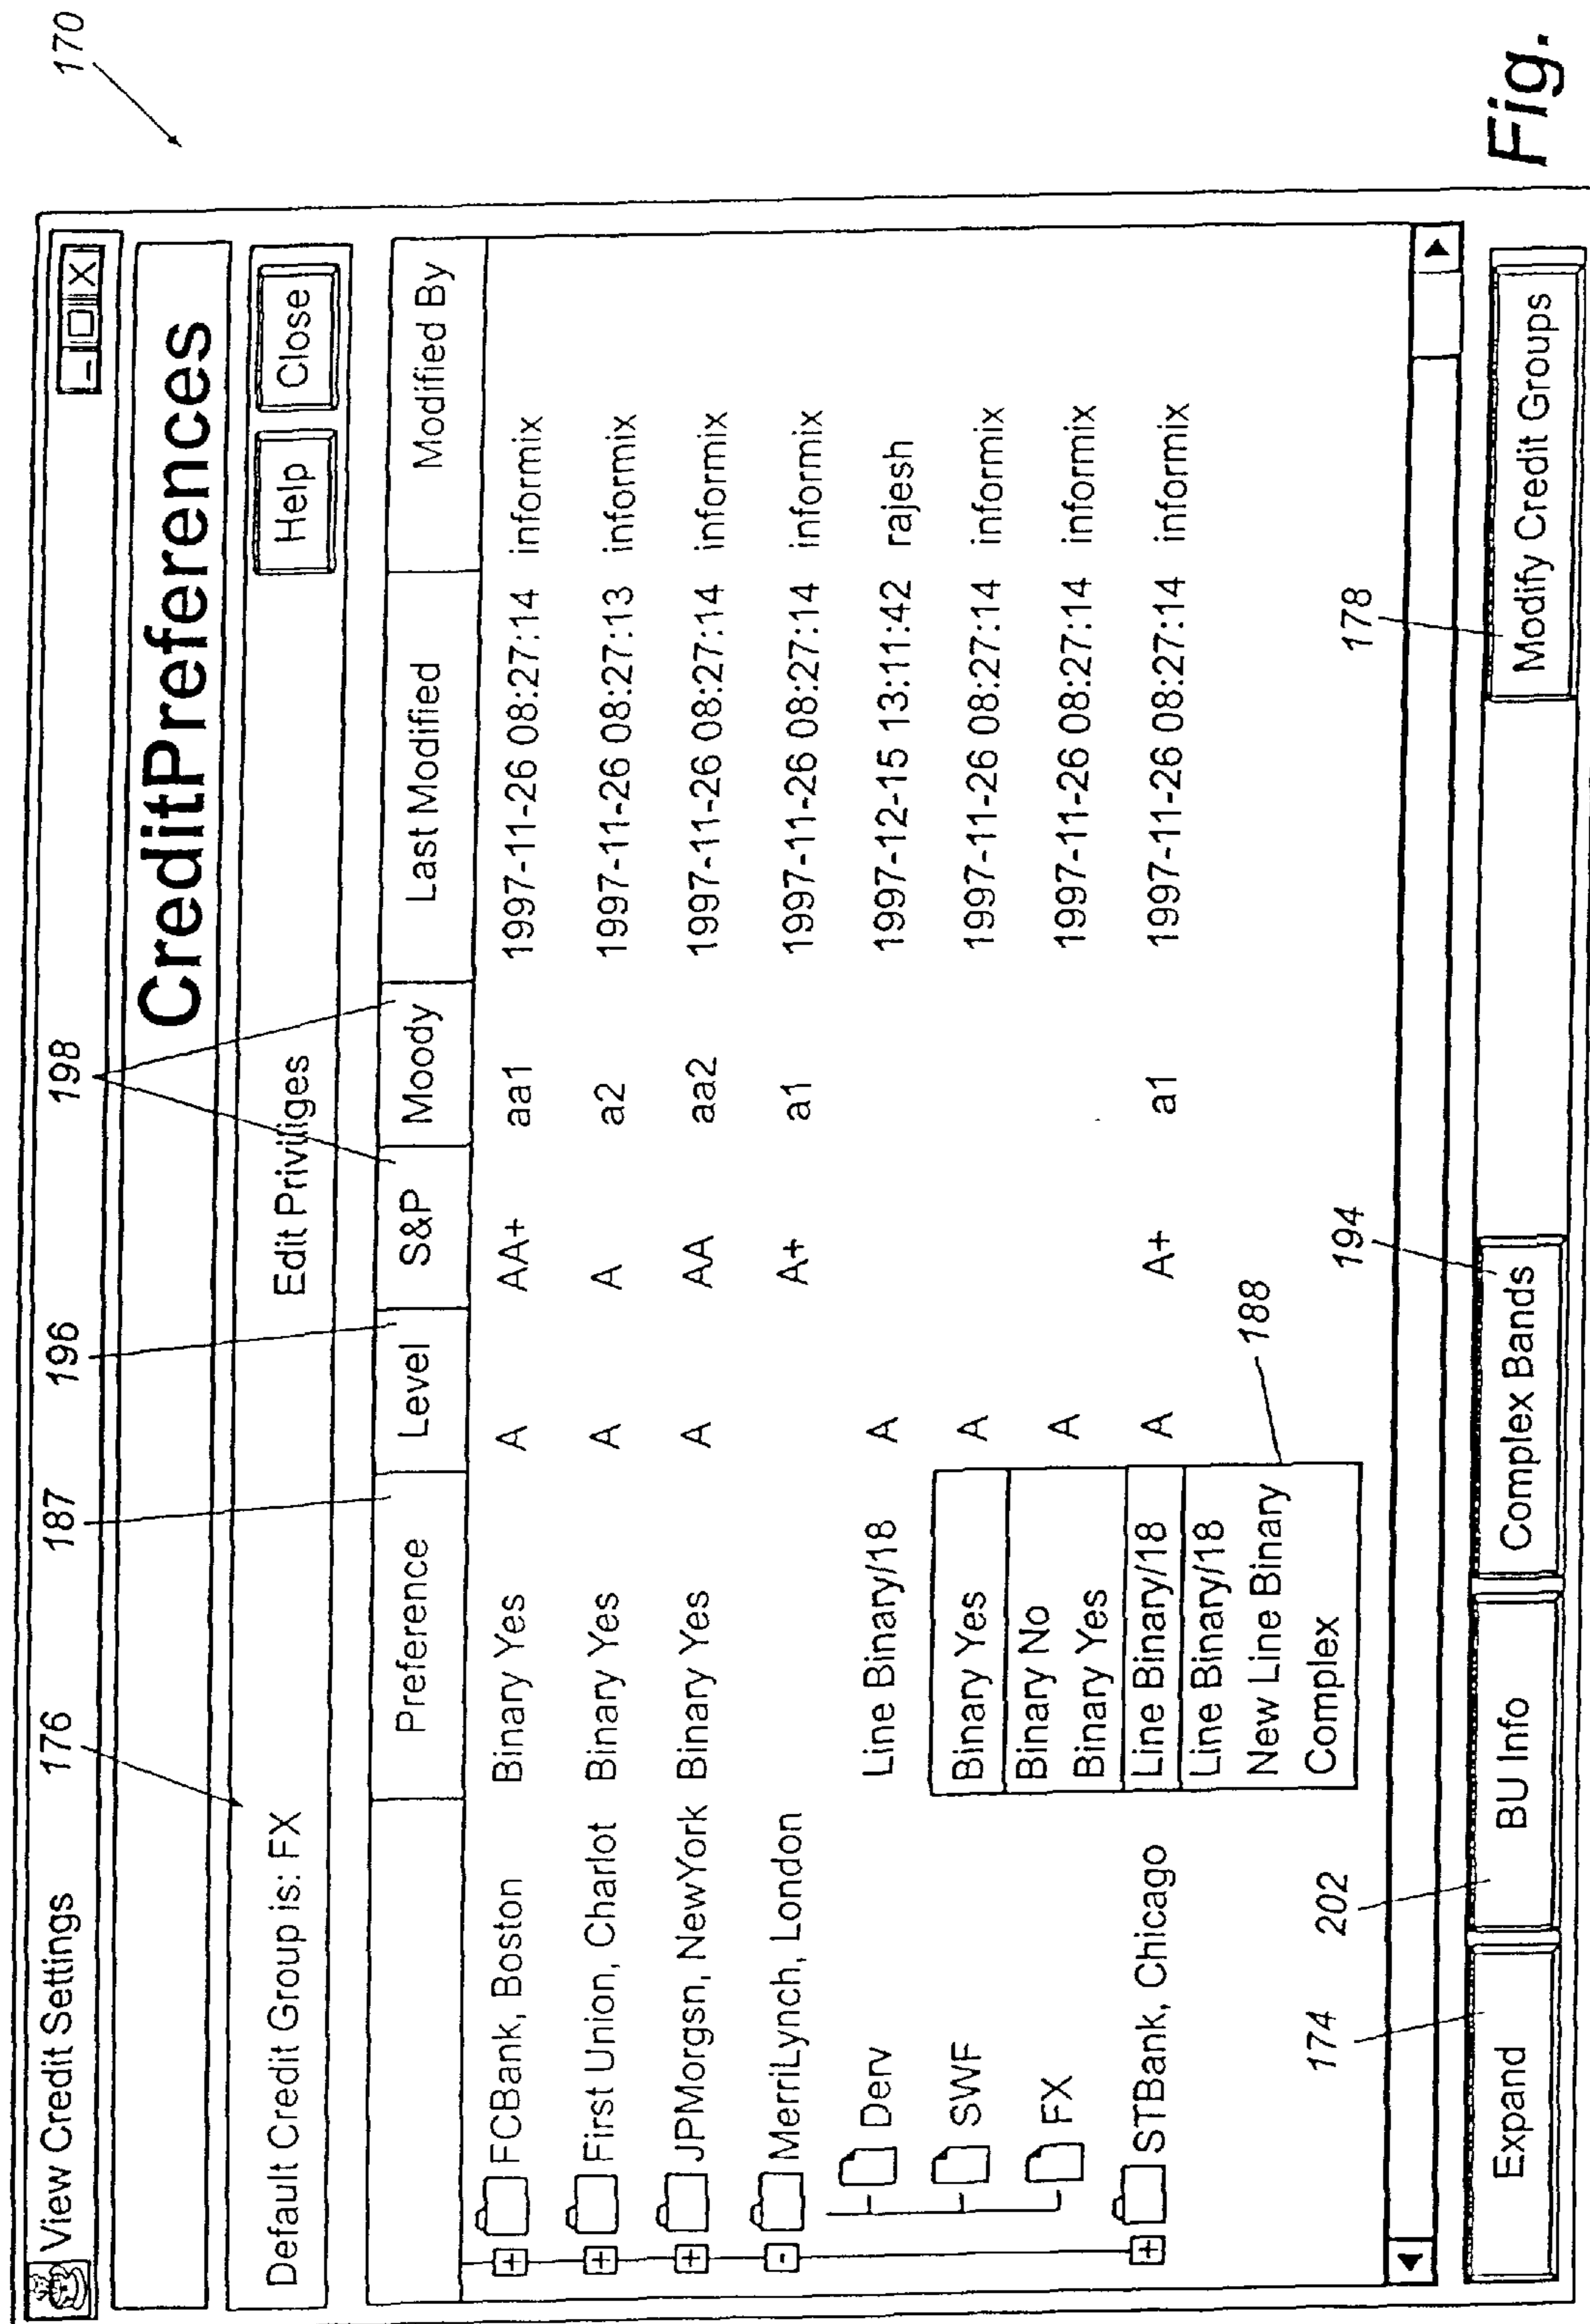 170
View Credit Settings 176 187 196 198
CreditPreferences
Default Credit Group is: FX Edit Priviliges Help Close
Preference Level S&P Moody Last Modified Modified By
+ FCBank, Boston Binary Yes A AA+ aa1 1997-11-26 08:27:14 informix
+ First Union, Charlot Binary Yes A A a2 1997-11-26 08:27:13 informix
+ JPMorgsn, NewYork Binary Yes A AA aa2 1997-11-26 08:27:14 informix
- MerriLynch, London A+ a1 1997-11-26 08:27:14 informix
Derv Line Binary/18 A 1997-12-15 13:11:42 rajesh
SWF Binary Yes A 1997-11-26 08:27:14 informix
FX Binary No A 1997-11-26 08:27:14 informix
Binary Yes
+ STBank, Chicago Line Binary/18 A A+ a1 1997-11-26 08:27:14 informix
Line Binary/18
New Line Binary 188
Complex
174 202 194 178
Expand BU Info Complex Bands Modify Credit Groups
Fig.